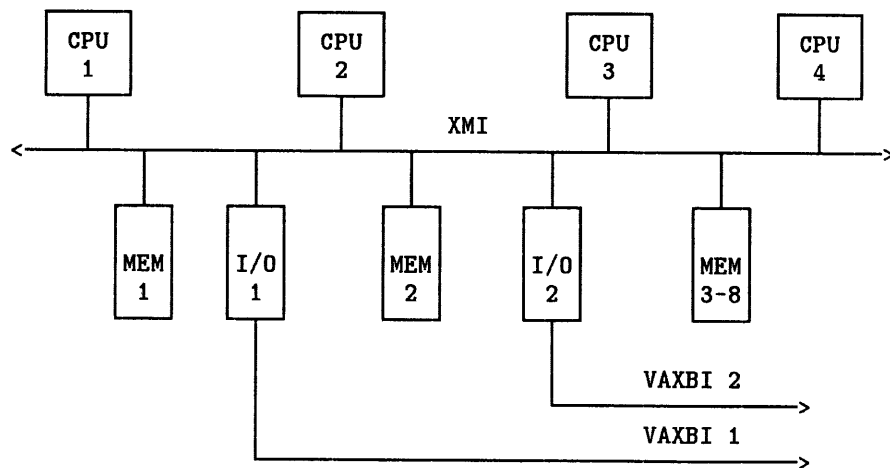 CPU
1
CPU
2
CPU
3
CPU
4
XMI
MEM
1
I/O
1
MEM
2
I/O
2
MEM
3-8
VAXBI 2
VAXBI 1